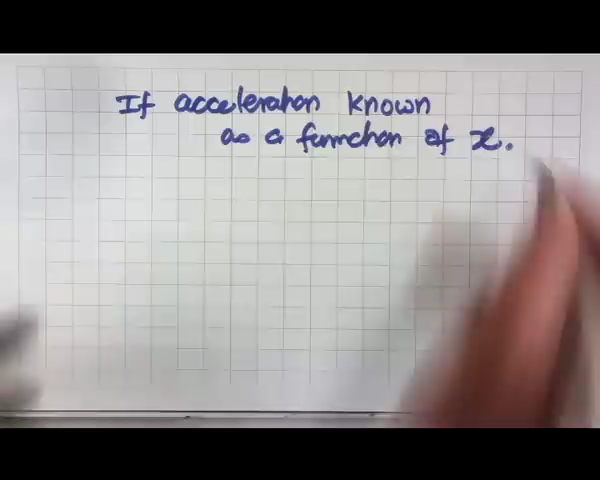 If acceleration known
as a function of x.